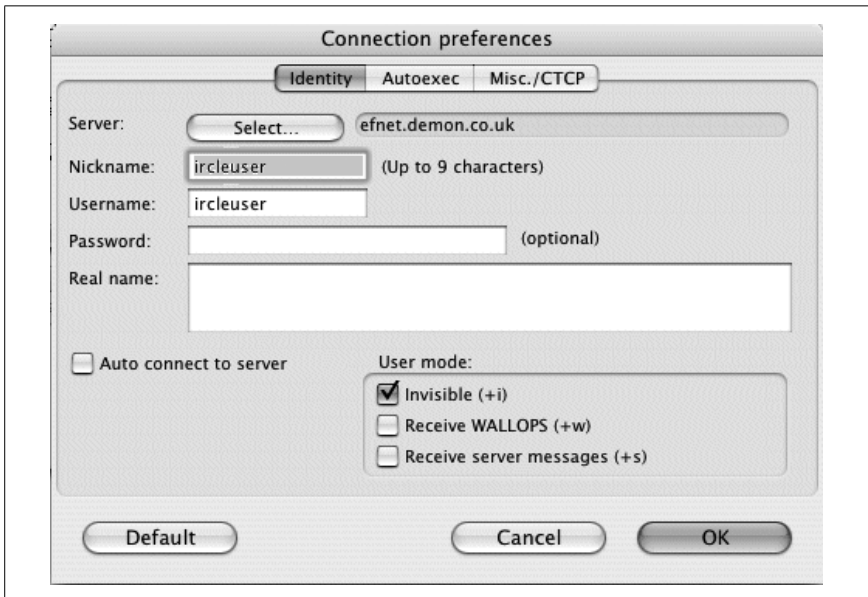 Connection preferences
Identity Autoexec Misc./CTCP
Server: Select... efnet.demon.co.uk
Nickname: ircleuser (Up to 9 characters)
Username: ircleuser
Password: (optional)
Real name:
Auto connect to server User mode:
Invisible (+i)
Receive WALLOPS (+w)
Receive server messages (+s)
Default Cancel OK